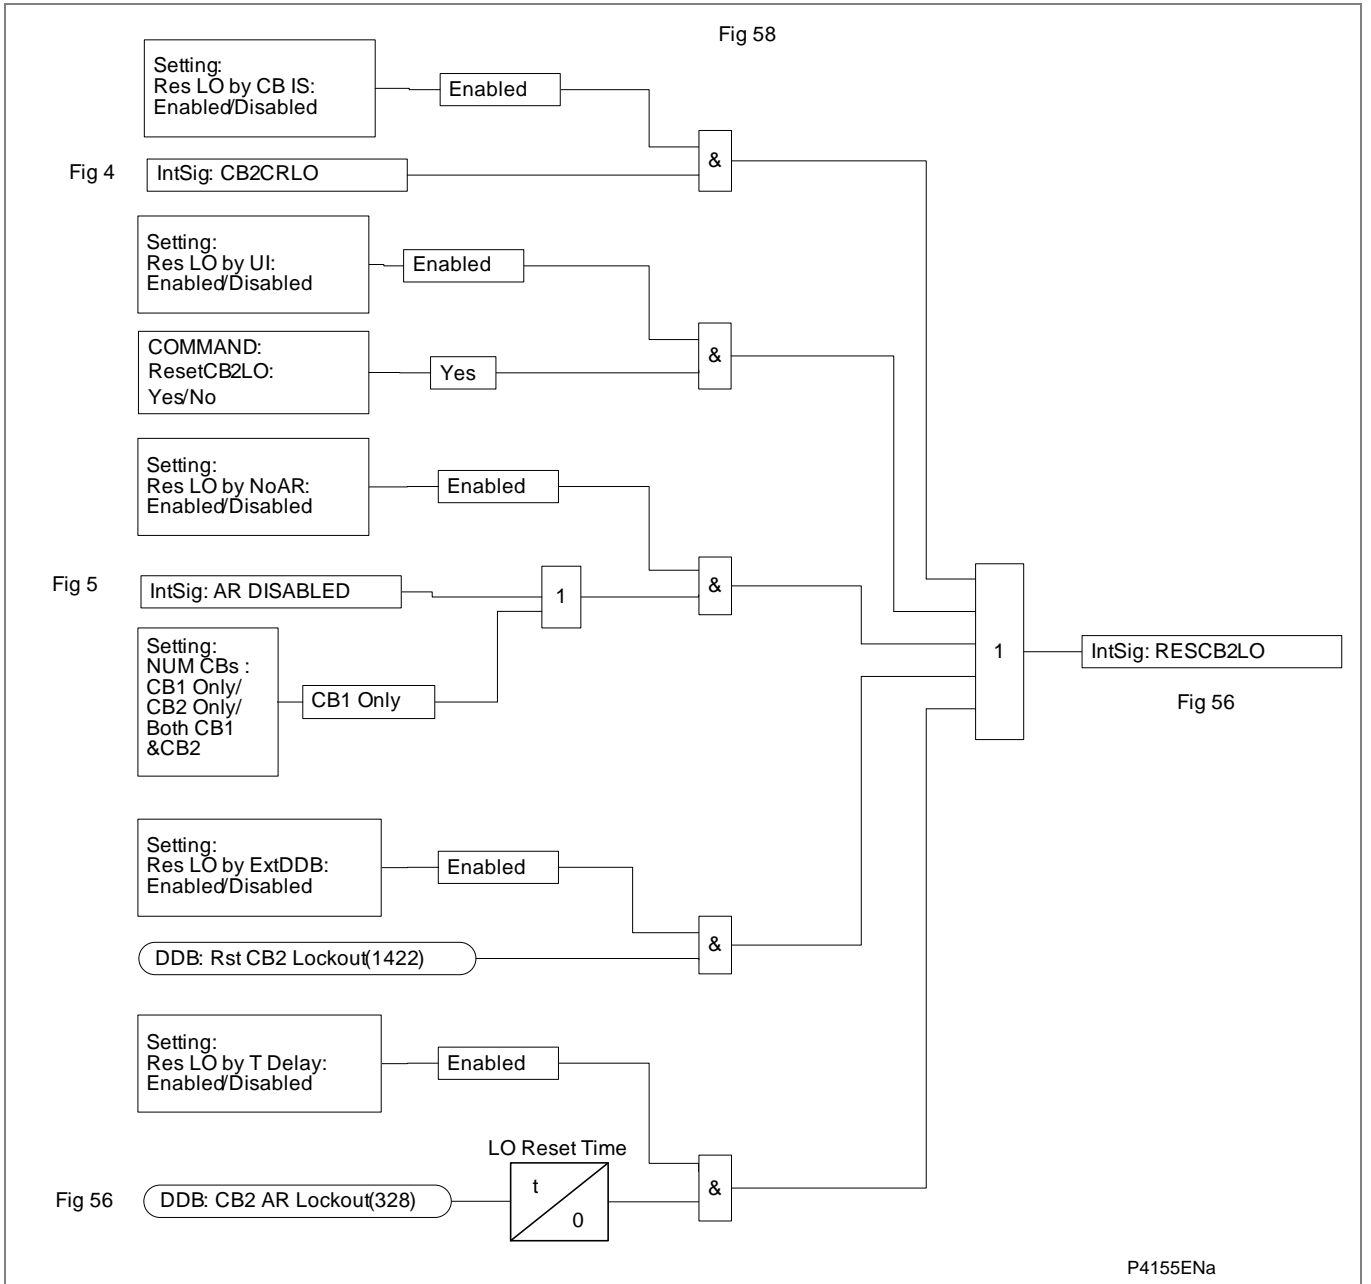 Fig 58
Setting:
Res LO by CB IS:
Enabled/Disabled
Enabled
&
Fig 4
IntSig: CB2CRLO
Setting:
Res LO by UI:
Enabled/Disabled
Enabled
&
COMMAND:
ResetCB2LO:
Yes/No
Yes
Setting:
Res LO by NoAR:
Enabled/Disabled
Enabled
&
Fig 5
IntSig: AR DISABLED
1
Setting:
NUM CBs :
CB1 Only/
CB2 Only/
Both CB1
&CB2
CB1 Only
1
IntSig: RESCB2LO
Fig 56
Setting:
Res LO by ExtDDB:
Enabled/Disabled
Enabled
&
DDB: Rst CB2 Lockout(1422)
Setting:
Res LO by T Delay:
Enabled/Disabled
Enabled
LO Reset Time
&
Fig 56
DDB: CB2 AR Lockout(328)
t
0
P4155ENa